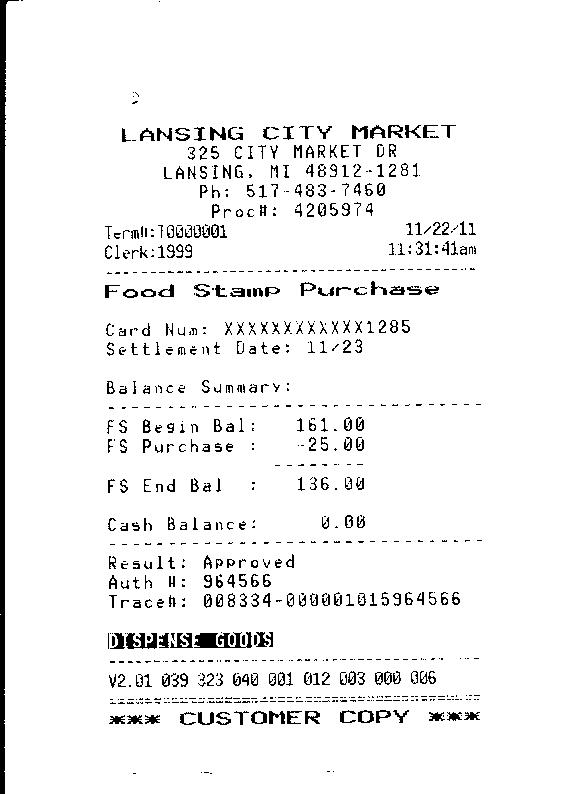 LANSING CITY MARKET
325 CITY MARKET DR
LANSING, MI 48912-1281
Ph: 517-483-7460
Proc#: 4205974
Term#:T0000001 11/22/11
Clerk:1999 11:31:41am
Food Stamp Purchase
Card Num: XXXXXXXXXXXX1285
Settlement Date: 11/23
Balance Summary:
FS Begin Bal: 161.00
FS Purchase : -25.00
FS End Bal : 136.00
Cash Balance: 0.00
Result: Approved
Auth #: 964566
Trace#: 008334-000001015964566
DISPENSE GOODS
V2.01 039 323 040 001 012 003 000 006
*** CUSTOMER COPY ***